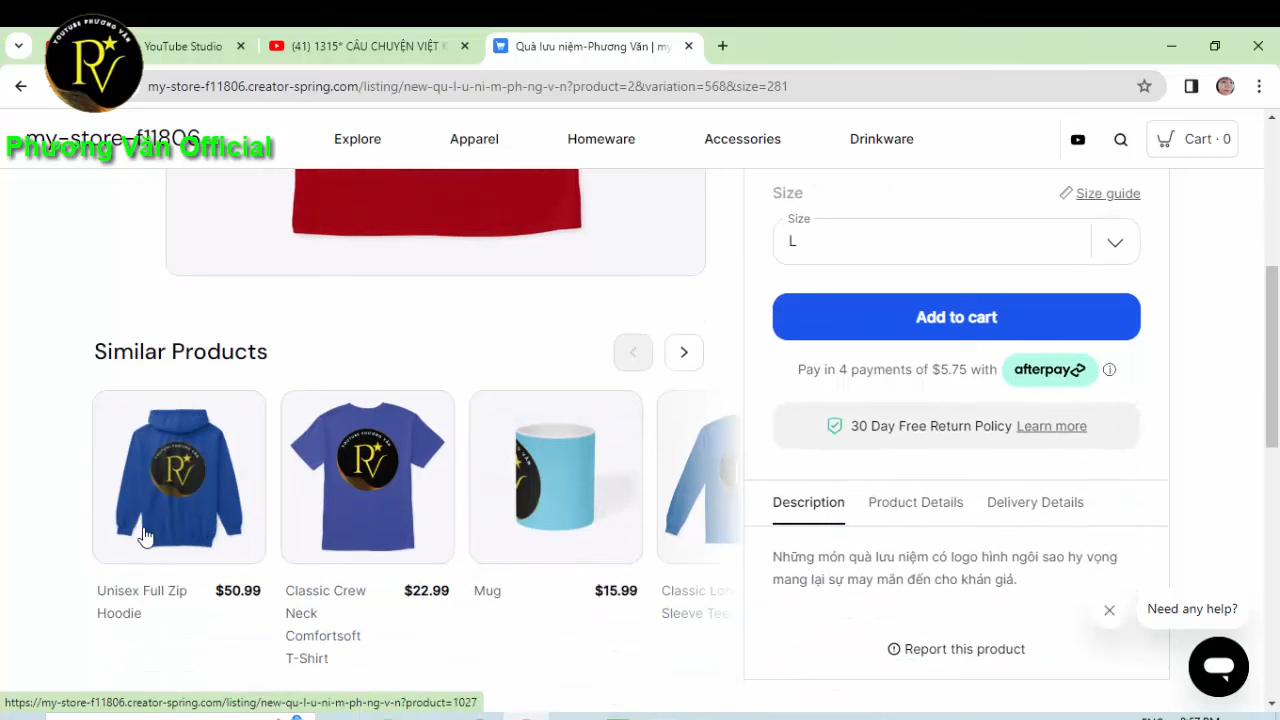 YOUTUBE PHƯƠNG VĂN
RV
YouTube Studio
(41) 1315° CÂU CHUYỆN VIỆT K
Quà lưu niệm-Phương Văn | my
my-store-f11806.creator-spring.com/listing/new-qu-l-u-ni-m-ph-ng-v-n?product=2&variation=568&size=281
my-store-f11806
Phương Văn Official
Explore
Apparel
Homeware
Accessories
Drinkware
Cart · 0
Size
Size guide
Size
L
Add to cart
Pay in 4 payments of $5.75 with afterpay
30 Day Free Return Policy Learn more
Similar Products
Unisex Full Zip
Hoodie
$50.99
Classic Crew
Neck
Comfortsoft
T-Shirt
$22.99
Mug
$15.99
Classic Lon
Sleeve Tee
Description
Product Details
Delivery Details
Những món quà lưu niệm có logo hình ngôi sao hy vọng
mang lại sự may mắn đến cho khán giả.
Report this product
Need any help?
https://my-store-f11806.creator-spring.com/listing/new-qu-l-u-ni-m-ph-ng-v-n?product=1027